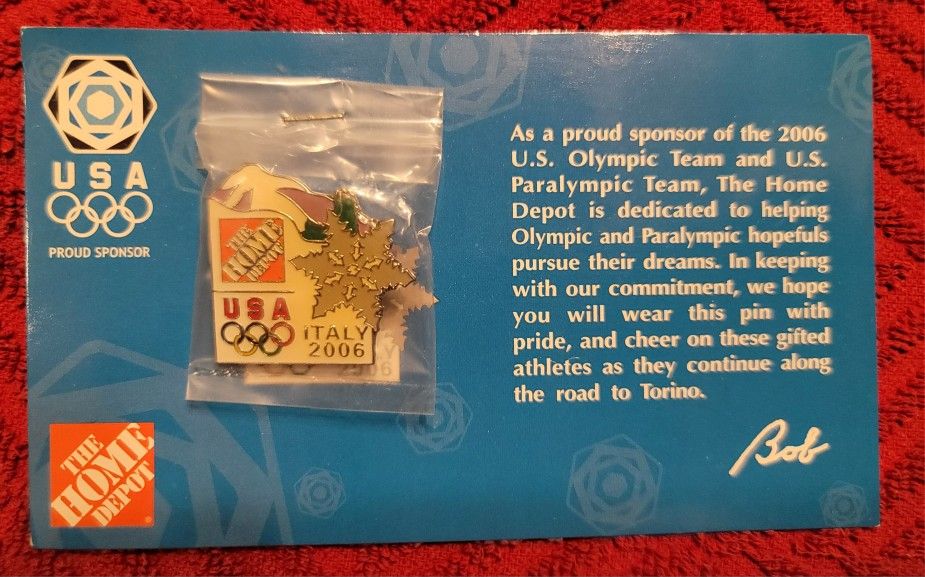 USA
PROUD SPONSOR
THE
HOME
DEPOT
USA
ITALY
2006
2006
THE
HOME
DEPOT
As a proud sponsor of the 2006
U.S. Olympic Team and U.S.
Paralympic Team, The Home
Depot is dedicated to helping
Olympic and Paralympic hopefuls
pursue their dreams. In keeping
with our commitment, we hope
you will wear this pin with
pride, and cheer on these gifted
athletes as they continue along
the road to Torino.
Bob